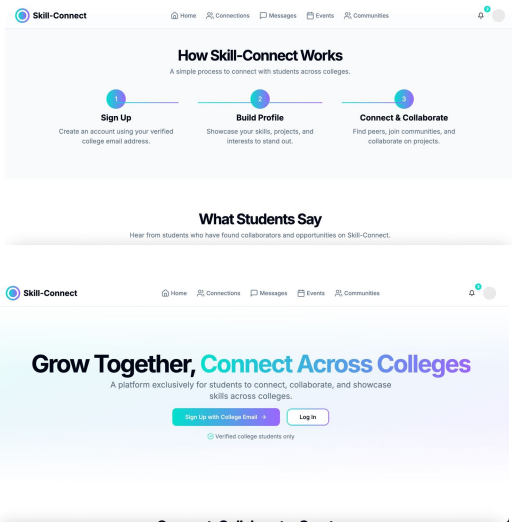 Skill-Connect
Home Connections Messages Events Communities
3
How Skill-Connect Works
A simple process to connect with students across colleges.
1 2 3
Sign Up Build Profile Connect & Collaborate
Create an account using your verified Showcase your skills, projects, and Find peers, join communities, and
college email address. interests to stand out. collaborate on projects.
What Students Say
Hear from students who have found collaborators and opportunities on Skill-Connect.
Skill-Connect
Home Connections Messages Events Communities
Grow Together, Connect Across Colleges
A platform exclusively for students to connect, collaborate, and showcase
skills across colleges.
Sign Up with College Email → Log In
Verified college students only